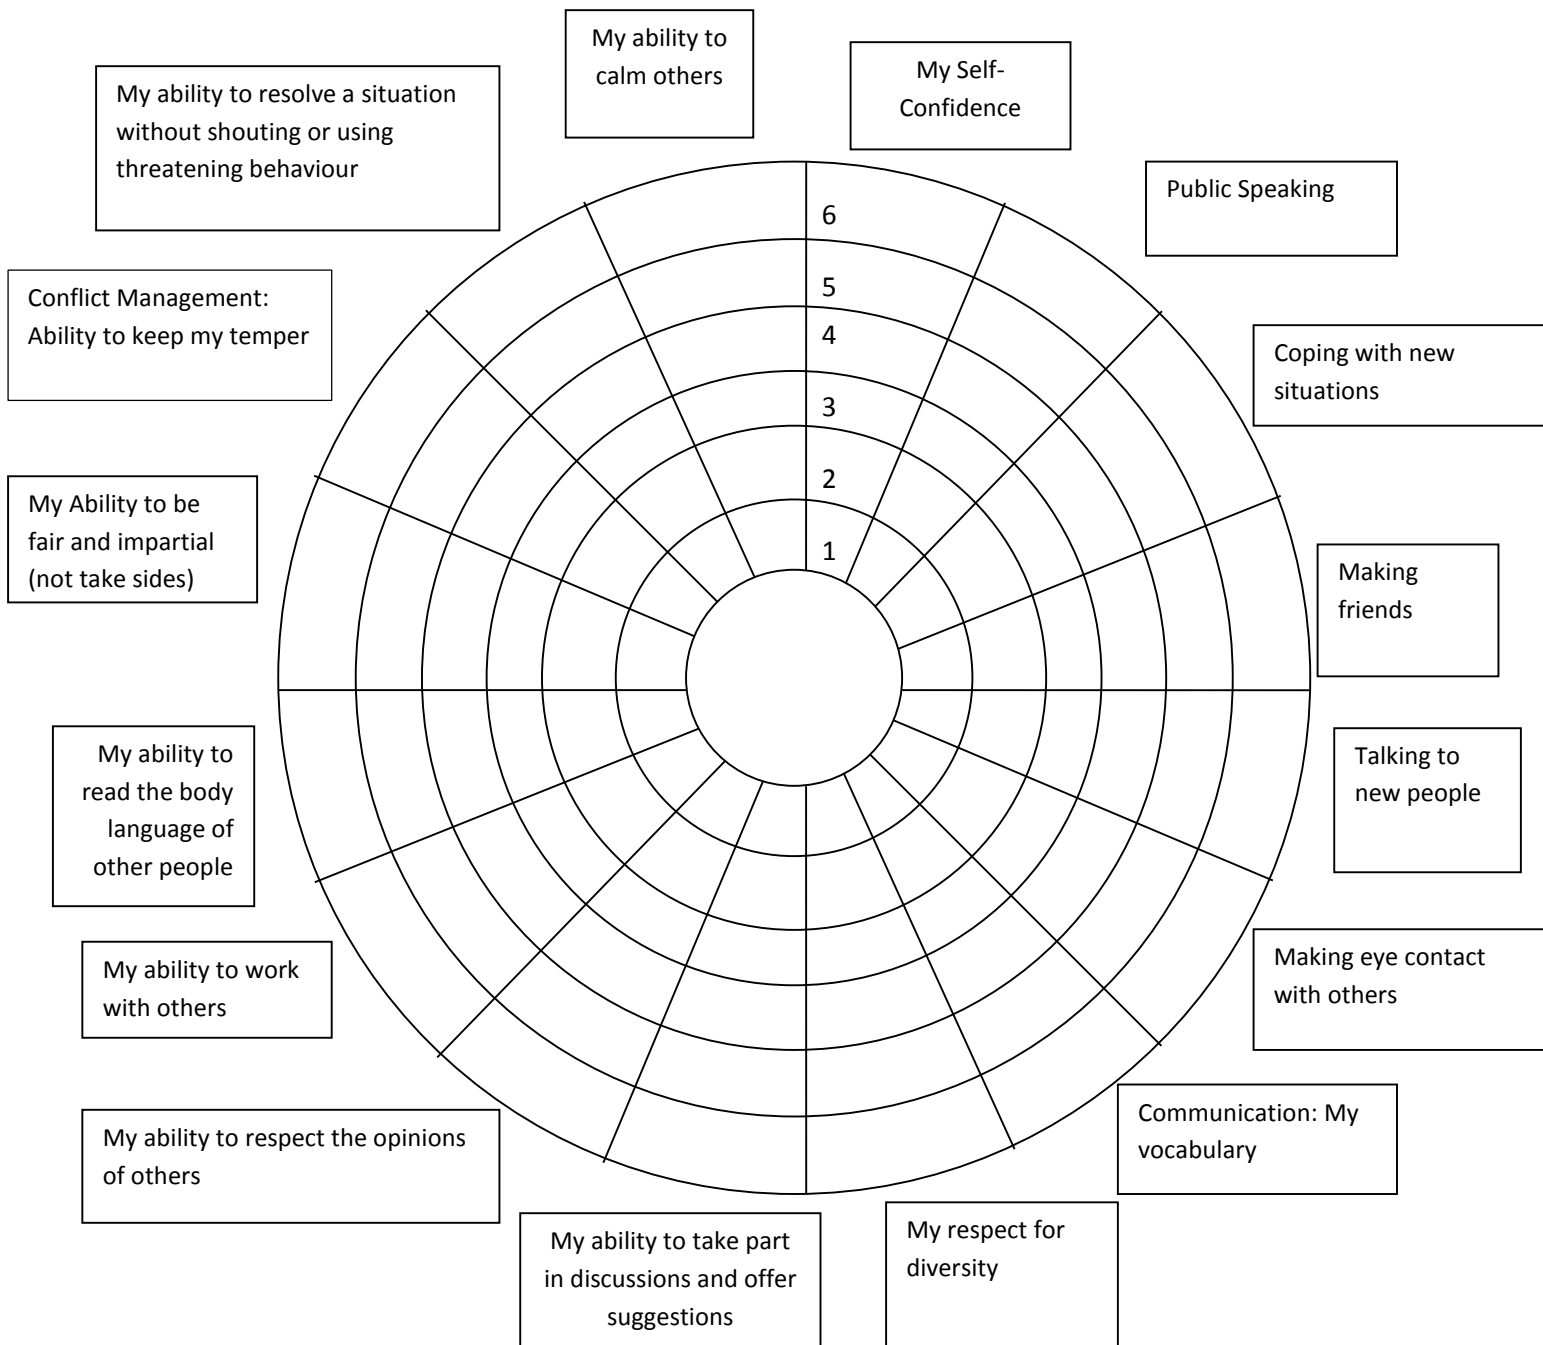 My ability to
calm others
My Self-
Confidence
My ability to resolve a situation
without shouting or using
threatening behaviour
Public Speaking
6
5
4
3
2
1
Conflict Management:
Ability to keep my temper
Coping with new
situations
My Ability to be
fair and impartial
(not take sides)
Making
friends
My ability to
read the body
language of
other people
Talking to
new people
My ability to work
with others
Making eye contact
with others
My ability to respect the opinions
of others
Communication: My
vocabulary
My ability to take part
in discussions and offer
suggestions
My respect for
diversity